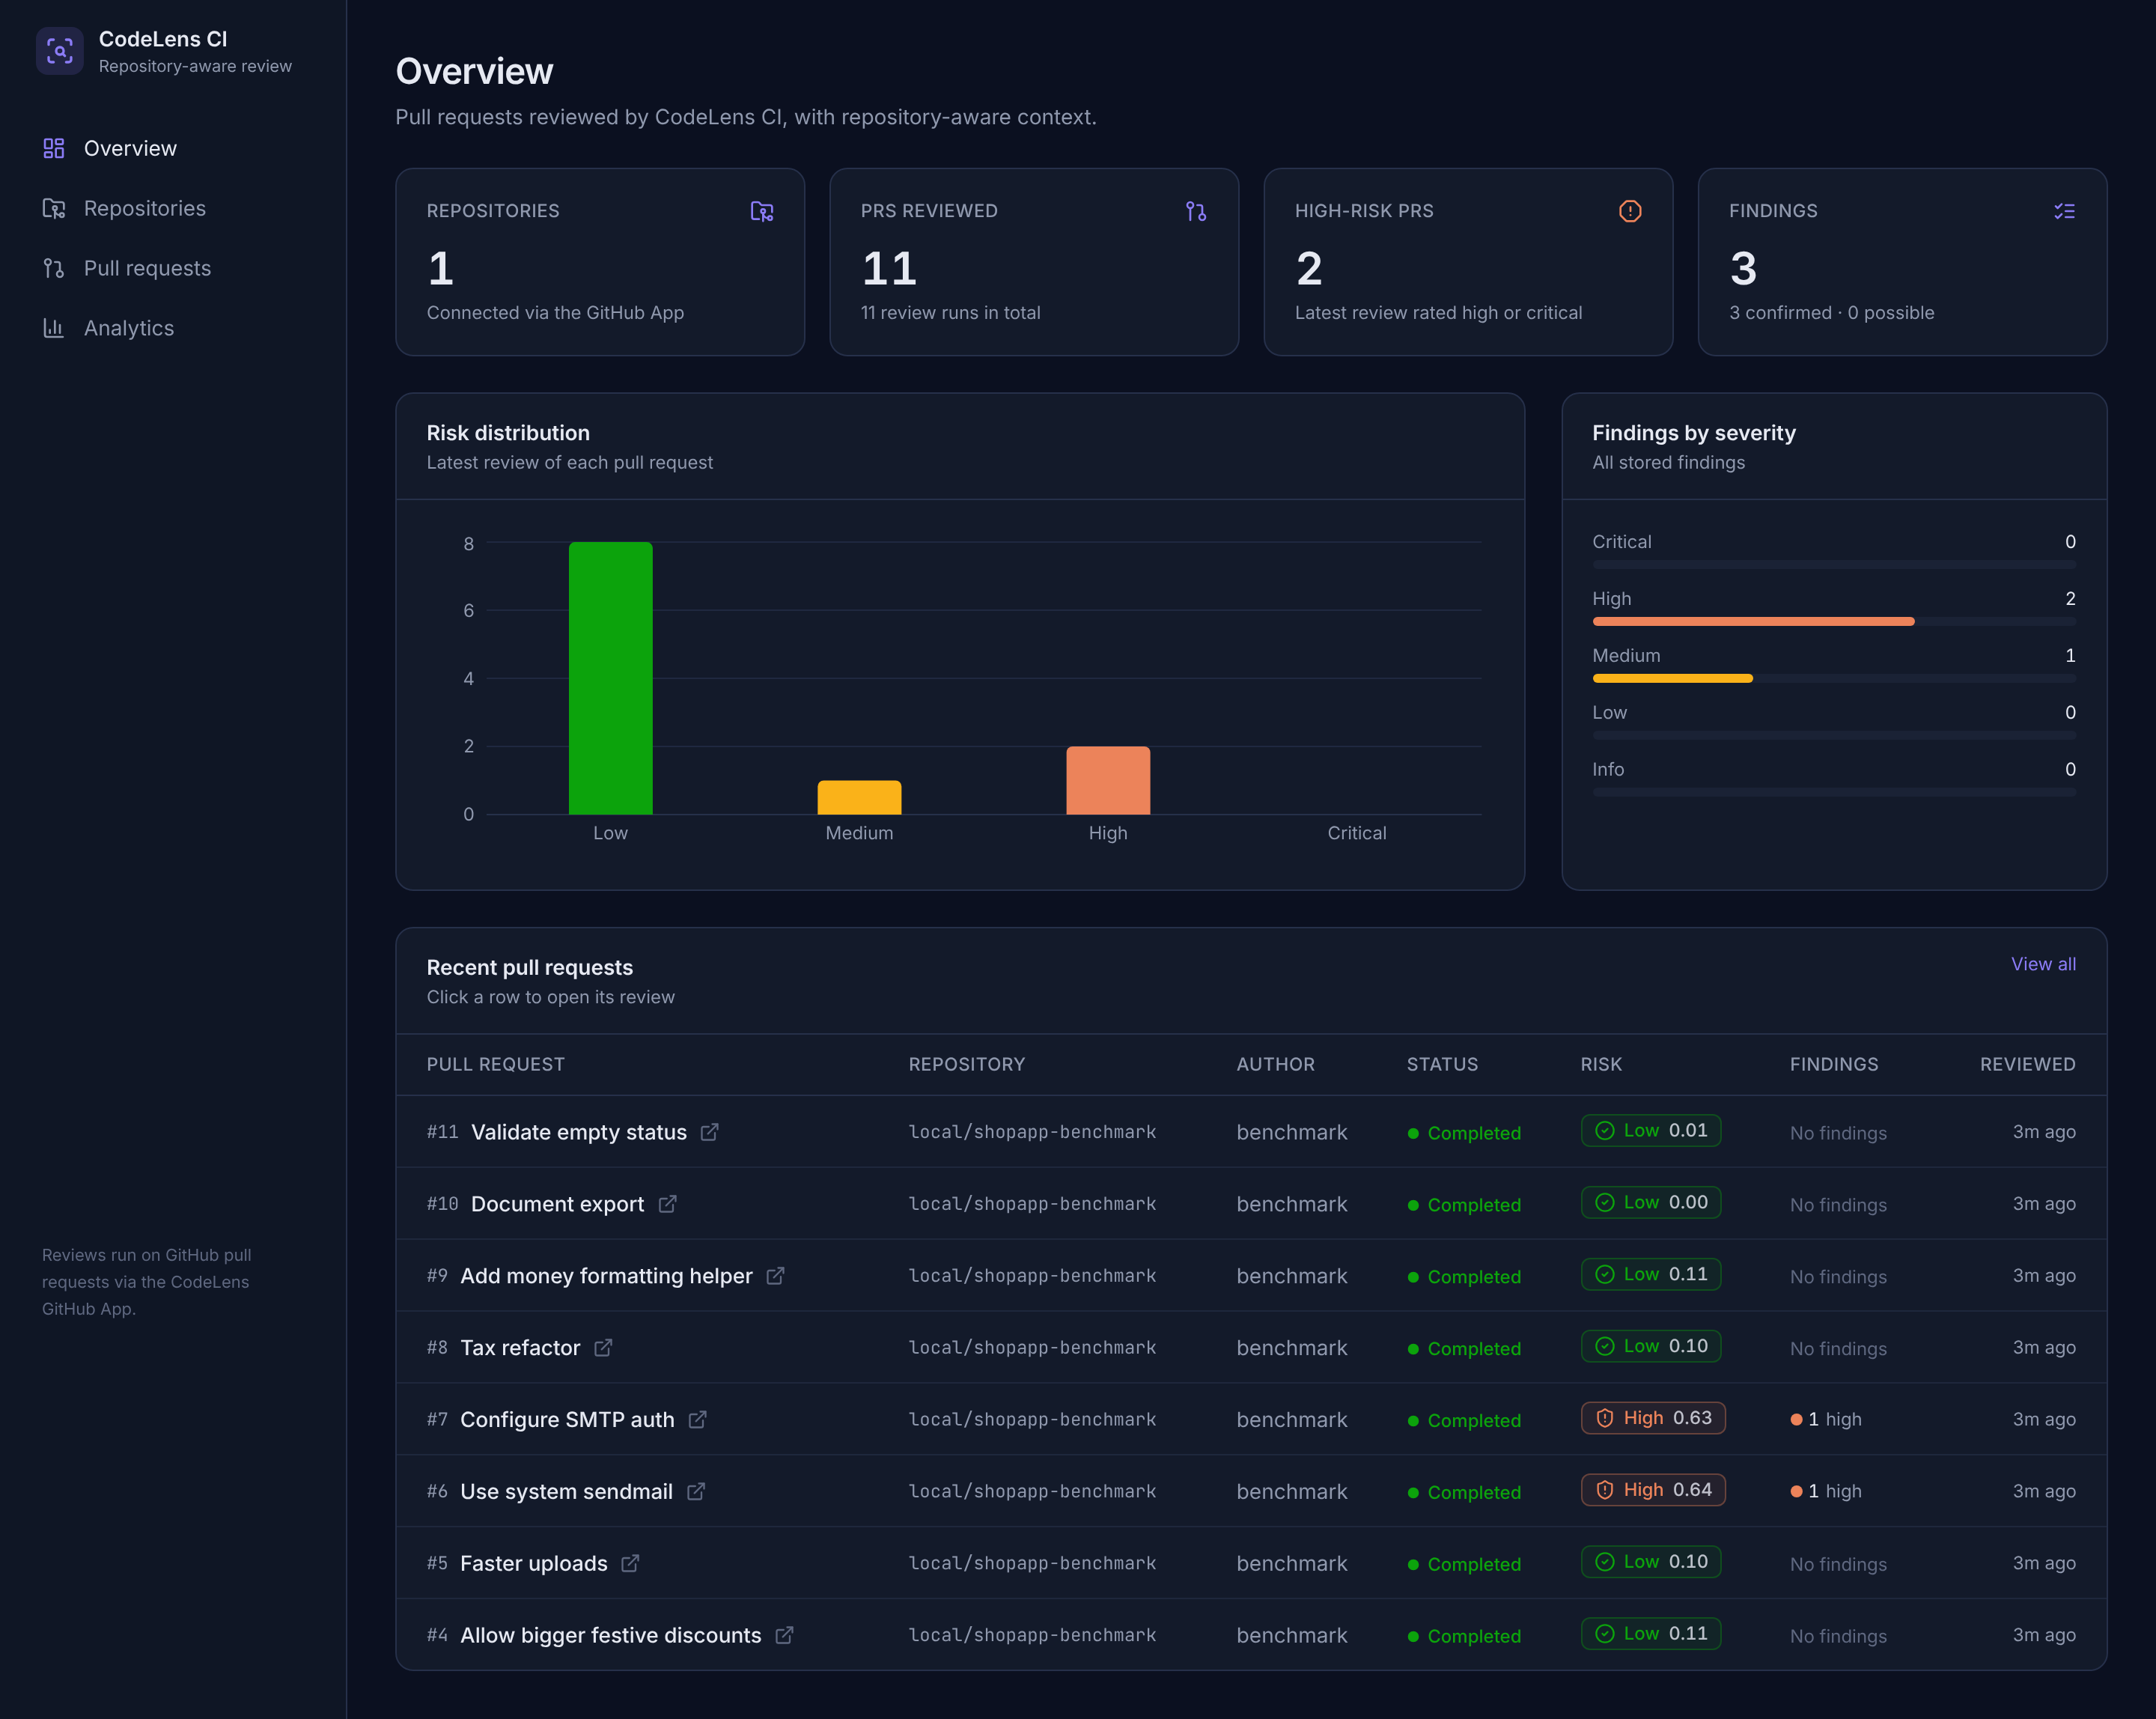 CodeLens CI
Repository-aware review
Overview
Repositories
Pull requests
Analytics
Reviews run on GitHub pull
requests via the CodeLens
GitHub App.
Overview
Pull requests reviewed by CodeLens CI, with repository-aware context.
REPOSITORIES
1
Connected via the GitHub App
PRS REVIEWED
11
11 review runs in total
HIGH-RISK PRS
2
Latest review rated high or critical
FINDINGS
3
3 confirmed · 0 possible
Risk distribution
Latest review of each pull request
8
6
4
2
0
Low Medium High Critical
Findings by severity
All stored findings
Critical 0
High 2
Medium 1
Low 0
Info 0
Recent pull requests
Click a row to open its review
View all
PULL REQUEST REPOSITORY AUTHOR STATUS RISK FINDINGS REVIEWED
#11 Validate empty status local/shopapp-benchmark benchmark Completed Low 0.01 No findings 3m ago
#10 Document export local/shopapp-benchmark benchmark Completed Low 0.00 No findings 3m ago
#9 Add money formatting helper local/shopapp-benchmark benchmark Completed Low 0.11 No findings 3m ago
#8 Tax refactor local/shopapp-benchmark benchmark Completed Low 0.10 No findings 3m ago
#7 Configure SMTP auth local/shopapp-benchmark benchmark Completed High 0.63 1 high 3m ago
#6 Use system sendmail local/shopapp-benchmark benchmark Completed High 0.64 1 high 3m ago
#5 Faster uploads local/shopapp-benchmark benchmark Completed Low 0.10 No findings 3m ago
#4 Allow bigger festive discounts local/shopapp-benchmark benchmark Completed Low 0.11 No findings 3m ago